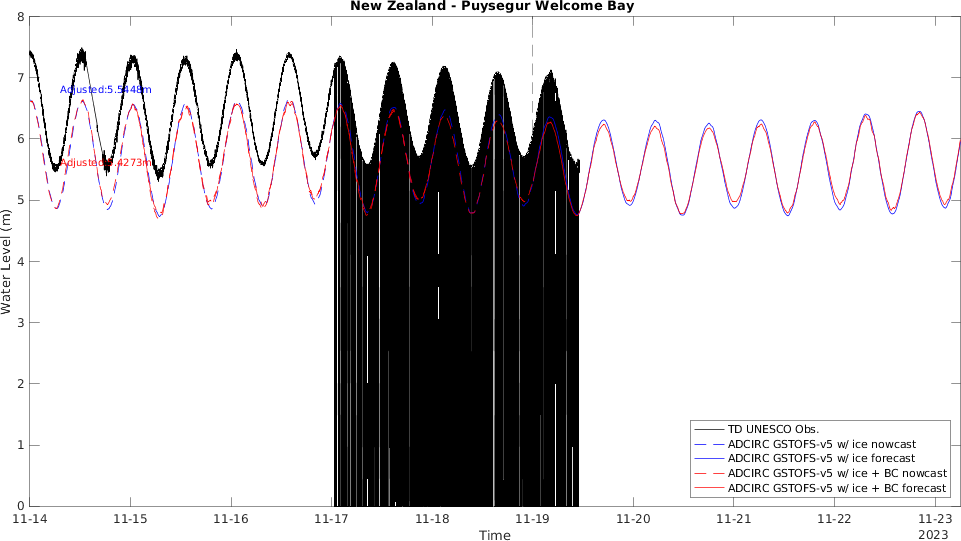 New Zealand - Puysegur Welcome Bay
8
7
6
5
4
3
2
1
0
Water Level (m)
Adjusted:5.5448m
TD UNESCO Obs.
ADCIRC GSTOFS-v5 w/ ice nowcast
ADCIRC GSTOFS-v5 w/ ice forecast
ADCIRC GSTOFS-v5 w/ ice + BC nowcast
ADCIRC GSTOFS-v5 w/ ice + BC forecast
11-14 11-15 11-16 11-17 11-18 11-19 11-20 11-21 11-22 11-23
Time
2023